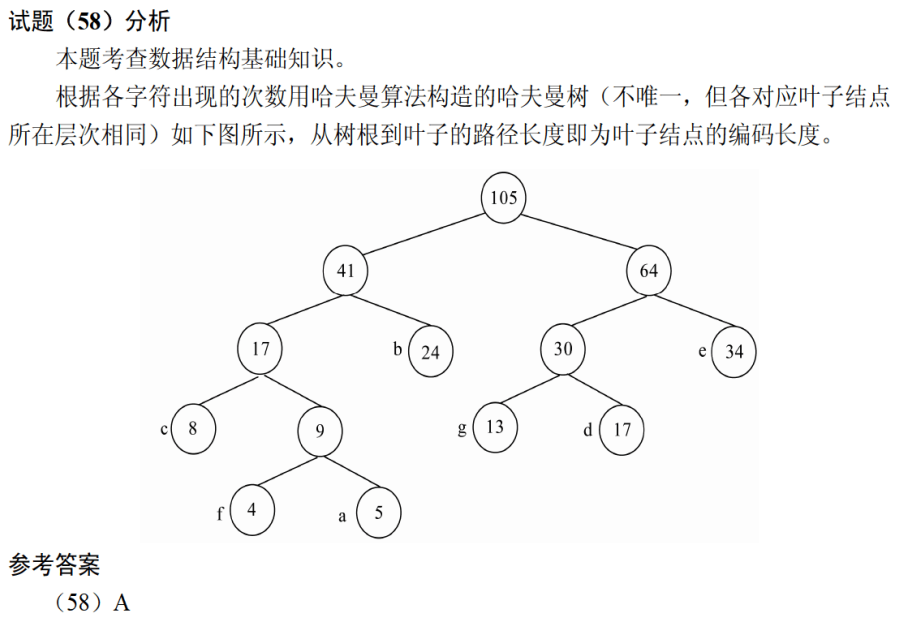 试题（58）分析
本题考查数据结构基础知识。
根据各字符出现的次数用哈夫曼算法构造的哈夫曼树（不唯一，但各对应叶子结点
所在层次相同）如下图所示，从树根到叶子的路径长度即为叶子结点的编码长度。
105
41 64
17 b 24 30 e 34
c 8 9 g 13 d 17
f 4 a 5
参考答案
（58）A